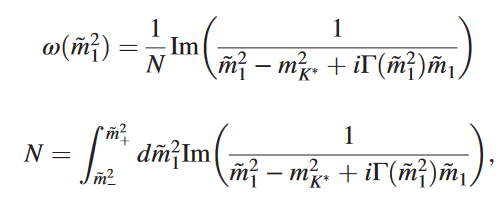 ω(m̃₁²) = 1/N Im(1/(m̃₁² − m²_{K*} + iΓ(m̃₁²)m̃₁))
N = ∫_{m̃₋²}^{m̃₊²} dm̃₁² Im(1/(m̃₁² − m²_{K*} + iΓ(m̃₁²)m̃₁)),